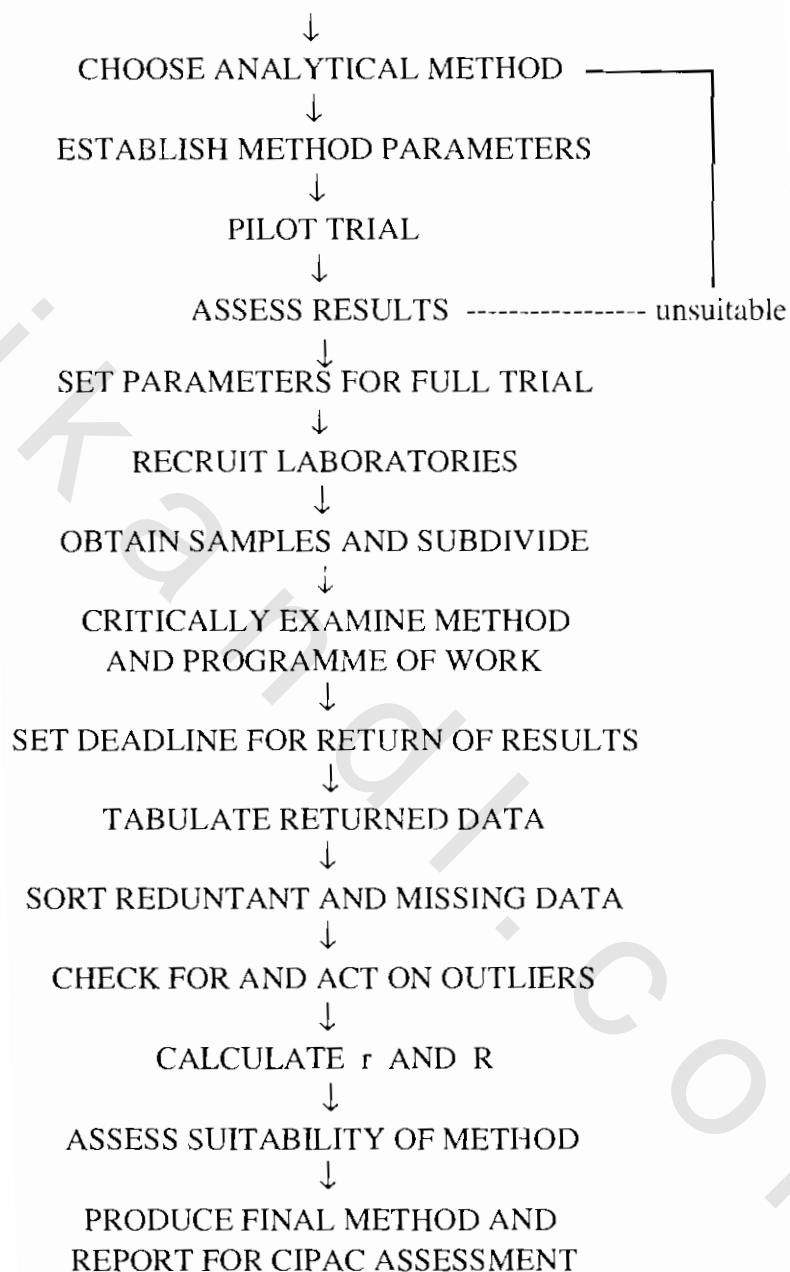 ↓
CHOOSE ANALYTICAL METHOD
↓
ESTABLISH METHOD PARAMETERS
↓
PILOT TRIAL
↓
ASSESS RESULTS ----------------- unsuitable
↓
SET PARAMETERS FOR FULL TRIAL
↓
RECRUIT LABORATORIES
↓
OBTAIN SAMPLES AND SUBDIVIDE
↓
CRITICALLY EXAMINE METHOD
AND PROGRAMME OF WORK
↓
SET DEADLINE FOR RETURN OF RESULTS
↓
TABULATE RETURNED DATA
↓
SORT REDUNTANT AND MISSING DATA
↓
CHECK FOR AND ACT ON OUTLIERS
↓
CALCULATE r AND R
↓
ASSESS SUITABILITY OF METHOD
↓
PRODUCE FINAL METHOD AND
REPORT FOR CIPAC ASSESSMENT
ikandl.co